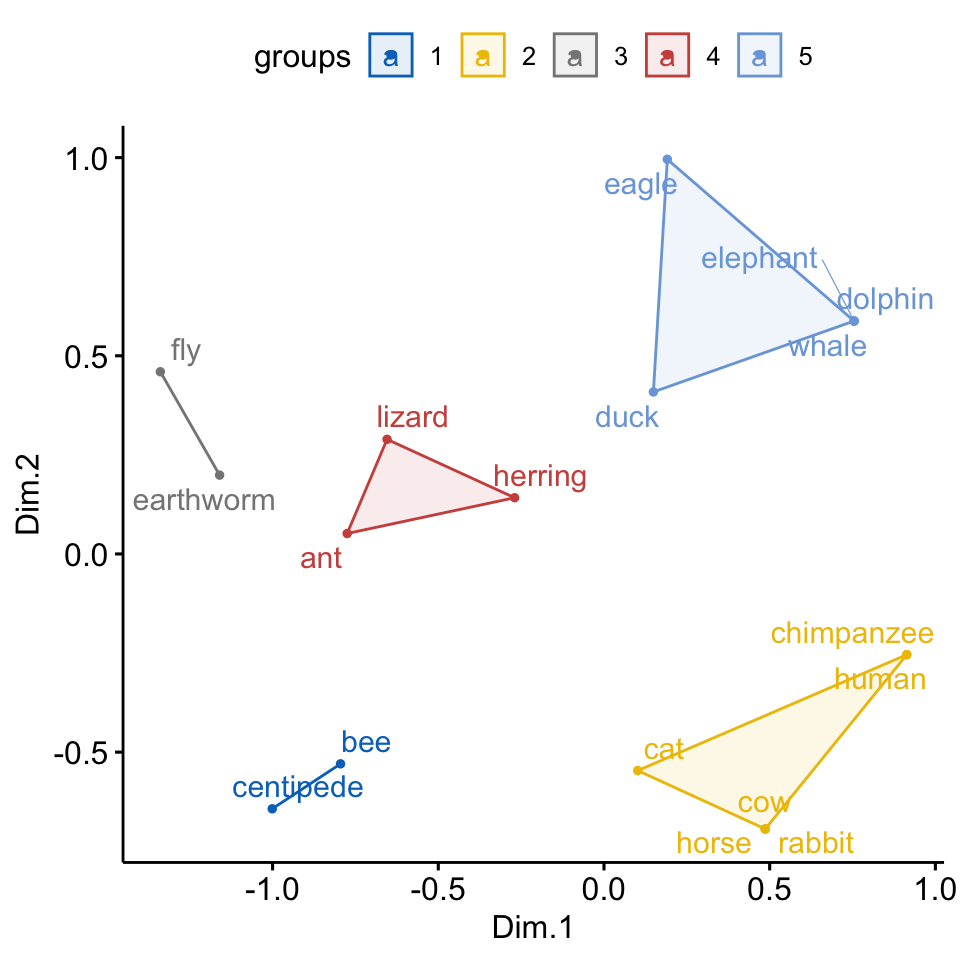 groups a 1 a 2 a 3 a 4 a 5
1.0
eagle
elephant
dolphin
whale
0.5
fly
lizard
duck
herring
earthworm
Dim.2
0.0
ant
chimpanzee
human
-0.5
bee
cat
centipede
cow
horse rabbit
-1.0 -0.5 0.0 0.5 1.0
Dim.1